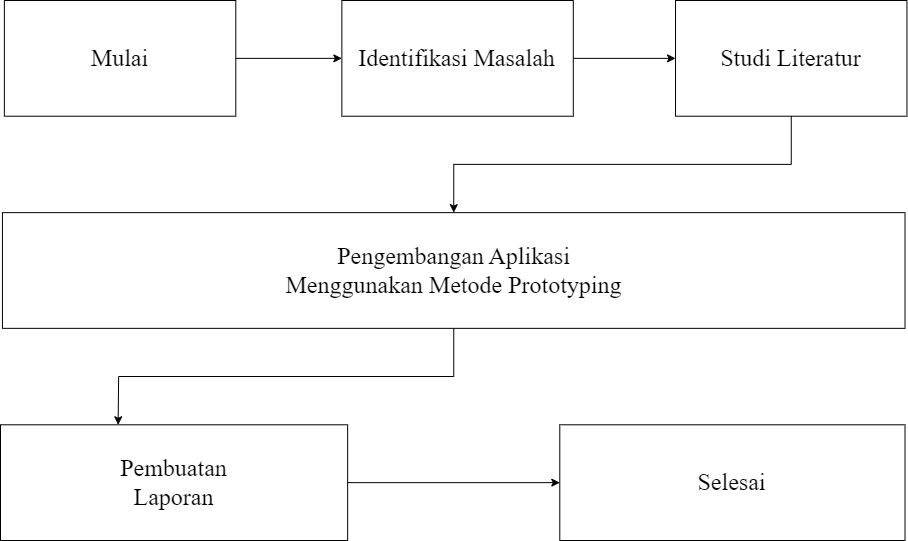 Mulai
Identifikasi Masalah
Studi Literatur
Pengembangan Aplikasi
Menggunakan Metode Prototyping
Pembuatan
Laporan
Selesai